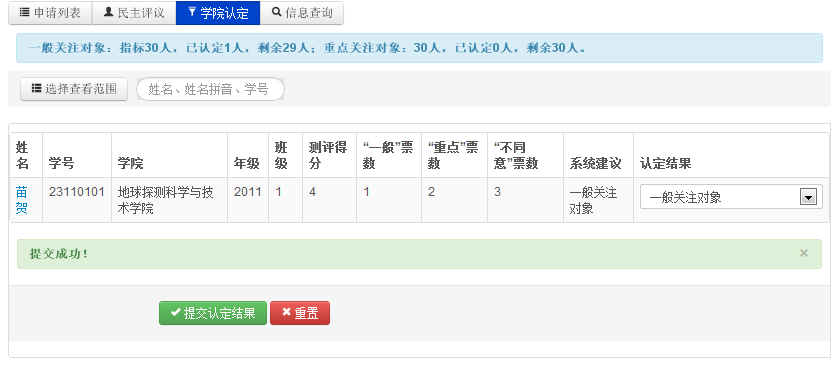 申请列表 民主评议 学院认定 信息查询
一般关注对象：指标30人，已认定1人，剩余29人；重点关注对象：30人，已认定0人，剩余30人。
选择查看范围 姓名、姓名拼音、学号
姓名 学号 学院 年级 班级 测评得分 “一般”票数 “重点”票数 “不同意”票数 系统建议 认定结果
苗贺 23110101 地球探测科学与技术学院 2011 1 4 1 2 3 一般关注对象 一般关注对象
提交成功！ ×
提交认定结果 重置